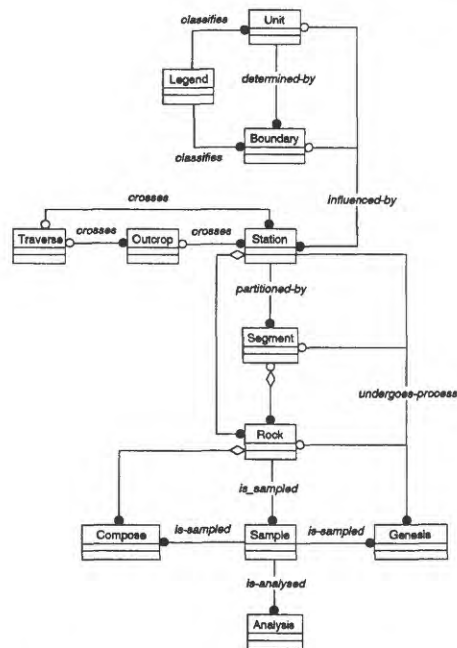 classifies
Unit
Legend
determined-by
Boundary
classifies
influenced-by
crosses
Traverse
crosses
Outcrop
crosses
Station
partitioned-by
Segment
undergoes-process
Rock
is_sampled
Compose
is-sampled
Sample
is-sampled
Genesis
is-analysed
Analysis